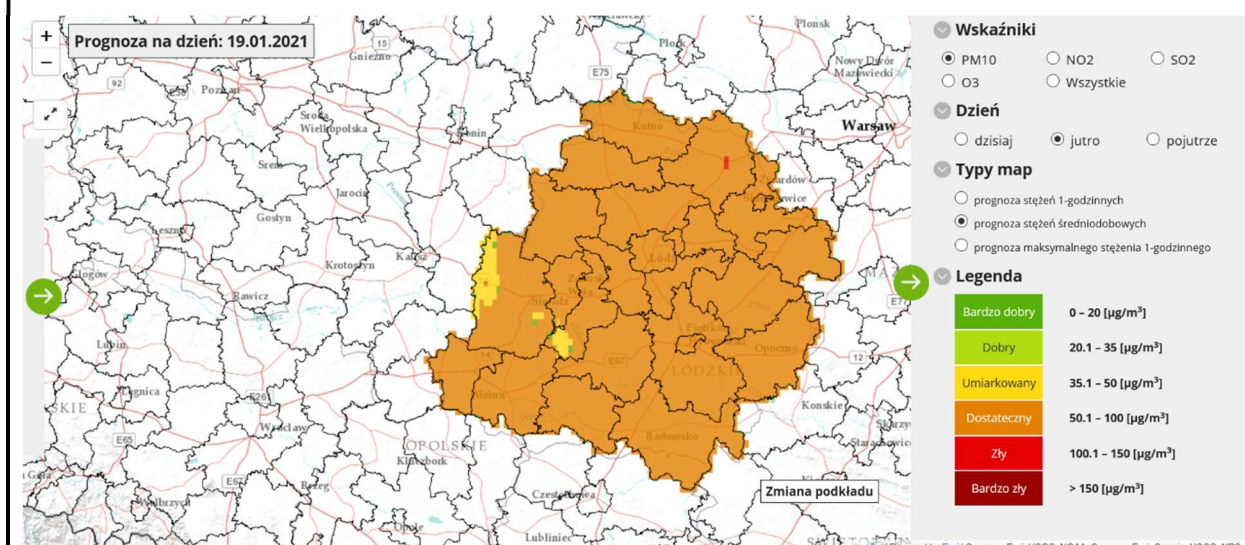 Prognoza na dzień: 19.01.2021
+
−
15
Gniezno
92
Poznań
Środa
Wielkopolska
Konin
Śrem
Jarocin
Gostyń
Leszno
Kalisz
Krotoszyn
Głogów
Rawicz
Lubin
Legnica
SKIE
E65
E261
Wrocław
E67
Wałbrzych
Brzeg
Opole
OPOLSKIE
Kluczbork
Lubliniec
Częstochowa
Płońsk
Płock
E75
Nowy Dwór
Mazowiecki
Warsaw
Kutno
Łódź
Sieradz
14
Wieluń
E67
ŁÓDZKIE
Opoczno
Radomsko
12
E77
Końskie
Zmiana podkładu
Wskaźniki
PM10
NO2
SO2
O3
Wszystkie
Dzień
dzisiaj
jutro
pojutrze
Typy map
prognoza stężeń 1-godzinnych
prognoza stężeń średniodobowych
prognoza maksymalnego stężenia 1-godzinnego
Legenda
Bardzo dobry 0 – 20 [µg/m³]
Dobry 20.1 – 35 [µg/m³]
Umiarkowany 35.1 – 50 [µg/m³]
Dostateczny 50.1 – 100 [µg/m³]
Zły 100.1 – 150 [µg/m³]
Bardzo zły > 150 [µg/m³]